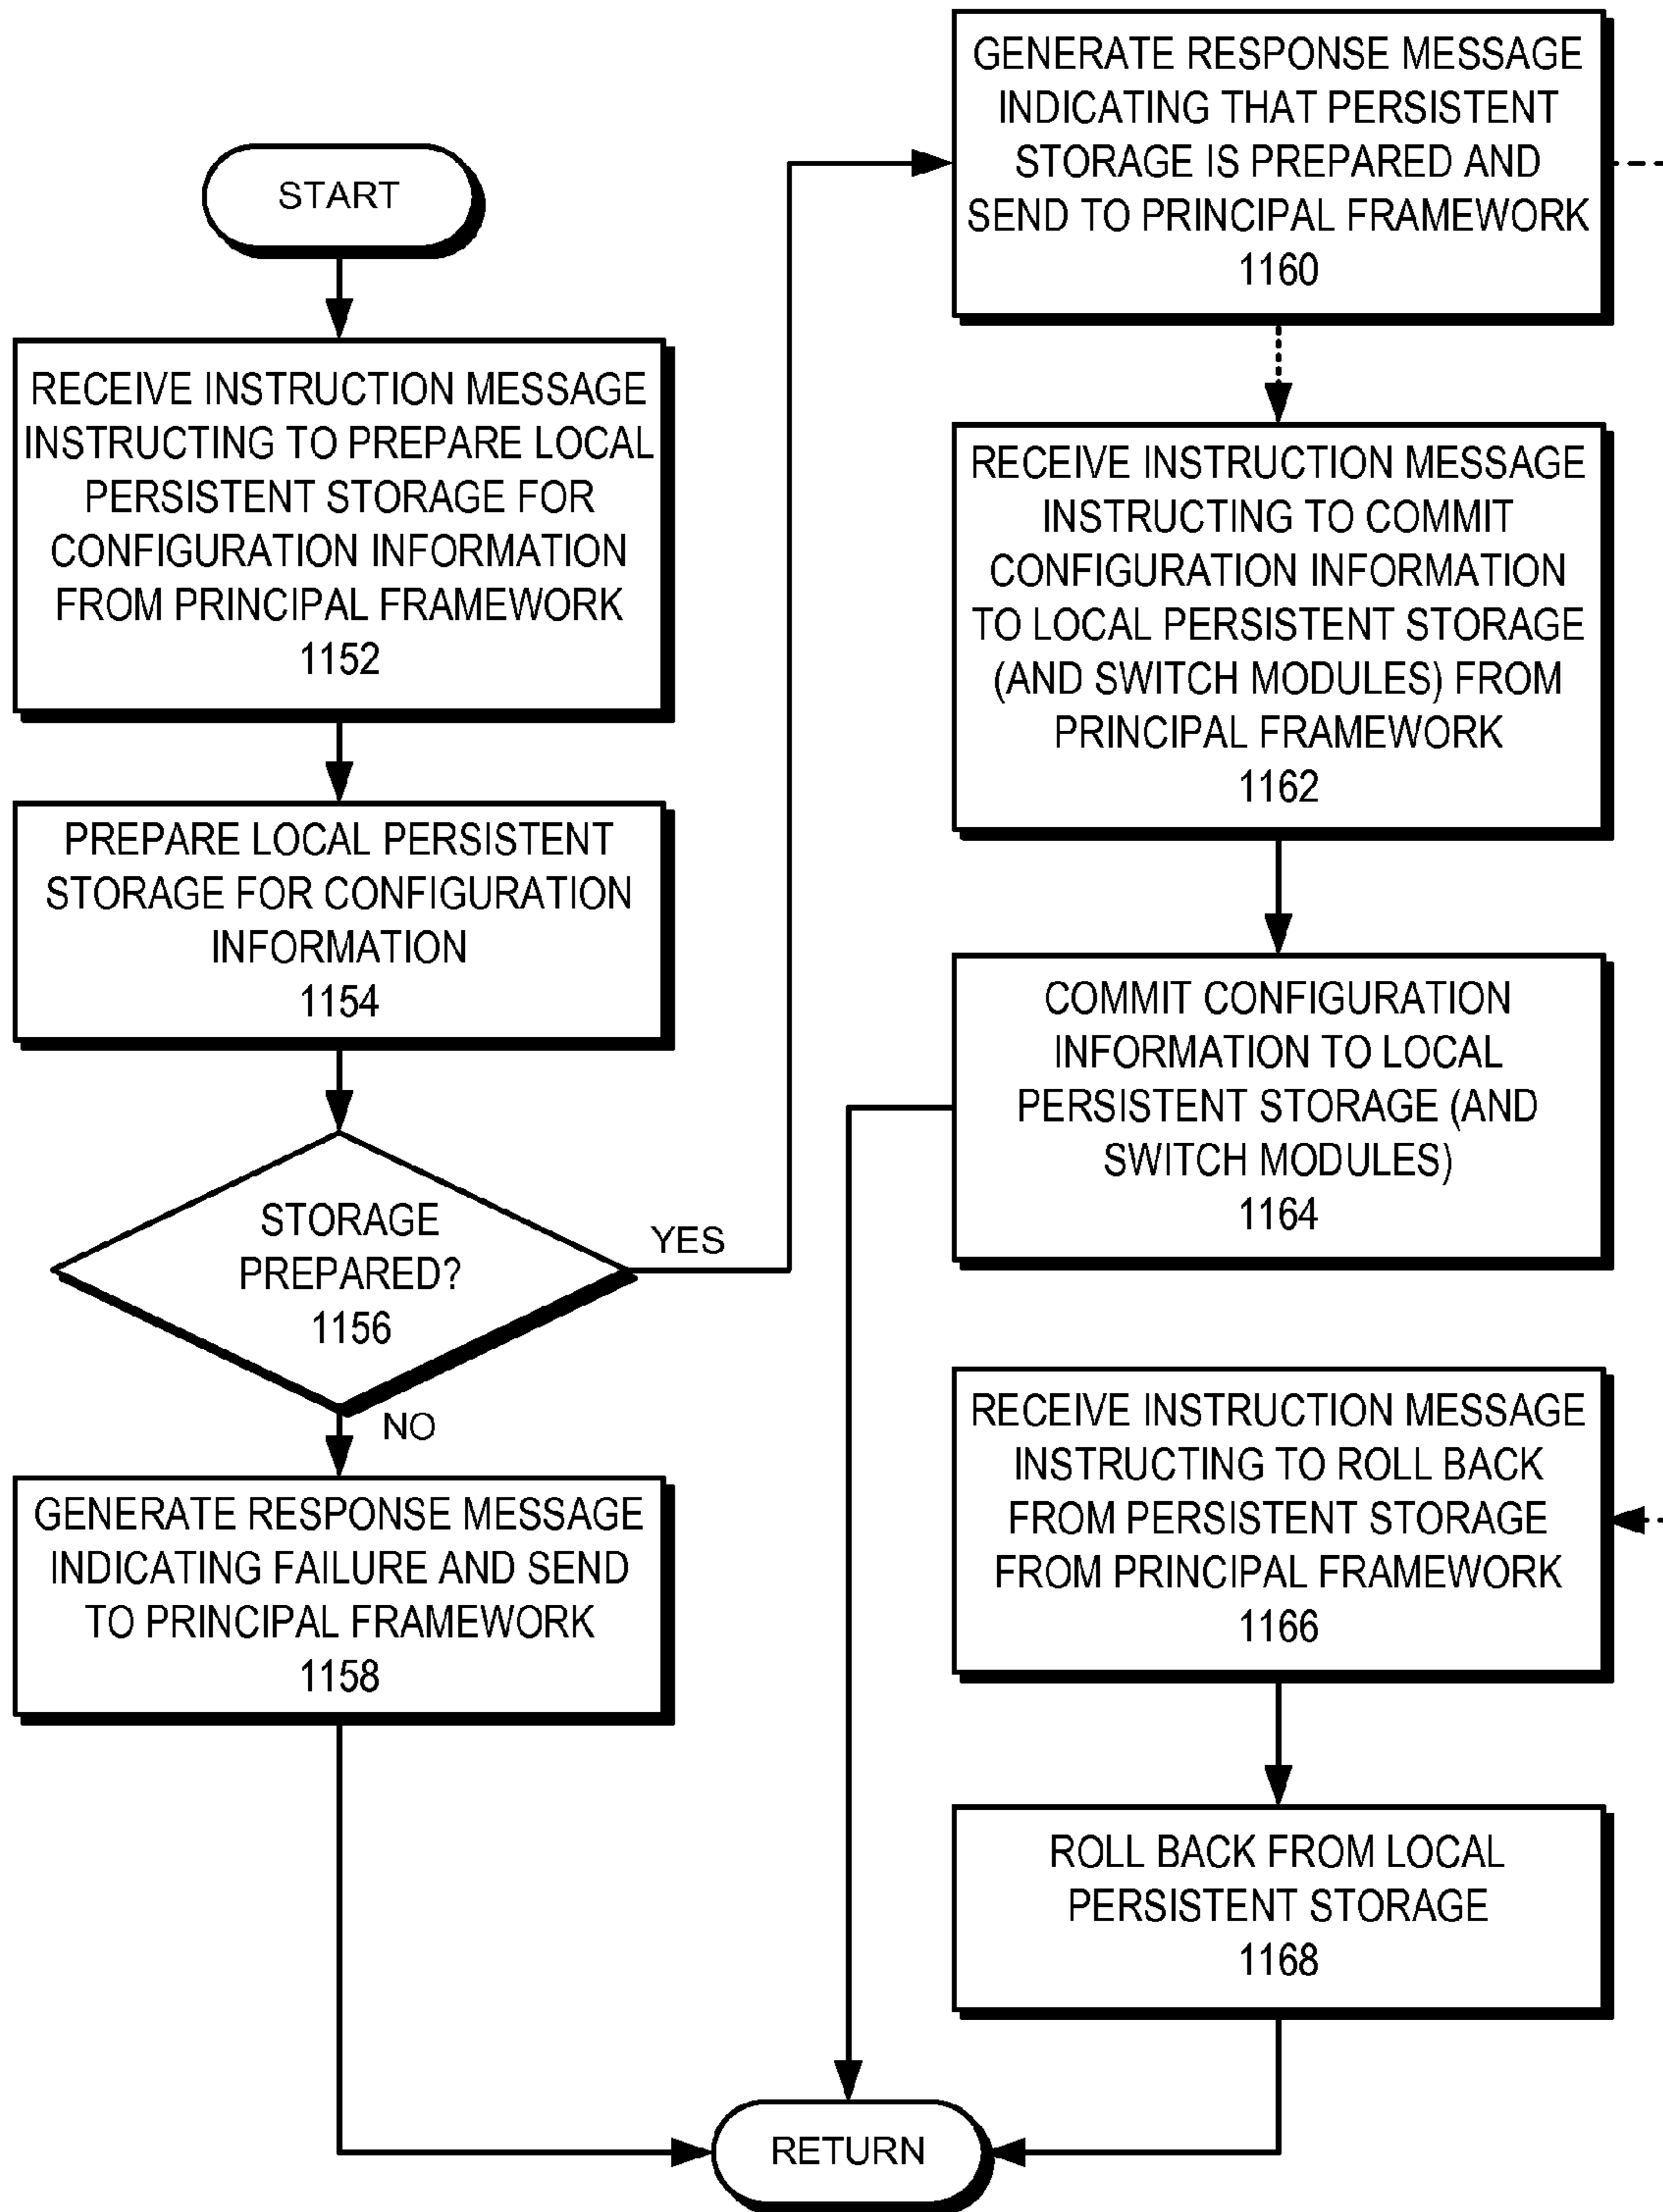 START
RECEIVE INSTRUCTION MESSAGE
INSTRUCTING TO PREPARE LOCAL
PERSISTENT STORAGE FOR
CONFIGURATION INFORMATION
FROM PRINCIPAL FRAMEWORK
1152
PREPARE LOCAL PERSISTENT
STORAGE FOR CONFIGURATION
INFORMATION
1154
STORAGE
PREPARED?
1156
YES
NO
GENERATE RESPONSE MESSAGE
INDICATING FAILURE AND SEND
TO PRINCIPAL FRAMEWORK
1158
GENERATE RESPONSE MESSAGE
INDICATING THAT PERSISTENT
STORAGE IS PREPARED AND
SEND TO PRINCIPAL FRAMEWORK
1160
RECEIVE INSTRUCTION MESSAGE
INSTRUCTING TO COMMIT
CONFIGURATION INFORMATION
TO LOCAL PERSISTENT STORAGE
(AND SWITCH MODULES) FROM
PRINCIPAL FRAMEWORK
1162
COMMIT CONFIGURATION
INFORMATION TO LOCAL
PERSISTENT STORAGE (AND
SWITCH MODULES)
1164
RECEIVE INSTRUCTION MESSAGE
INSTRUCTING TO ROLL BACK
FROM PERSISTENT STORAGE
FROM PRINCIPAL FRAMEWORK
1166
ROLL BACK FROM LOCAL
PERSISTENT STORAGE
1168
RETURN